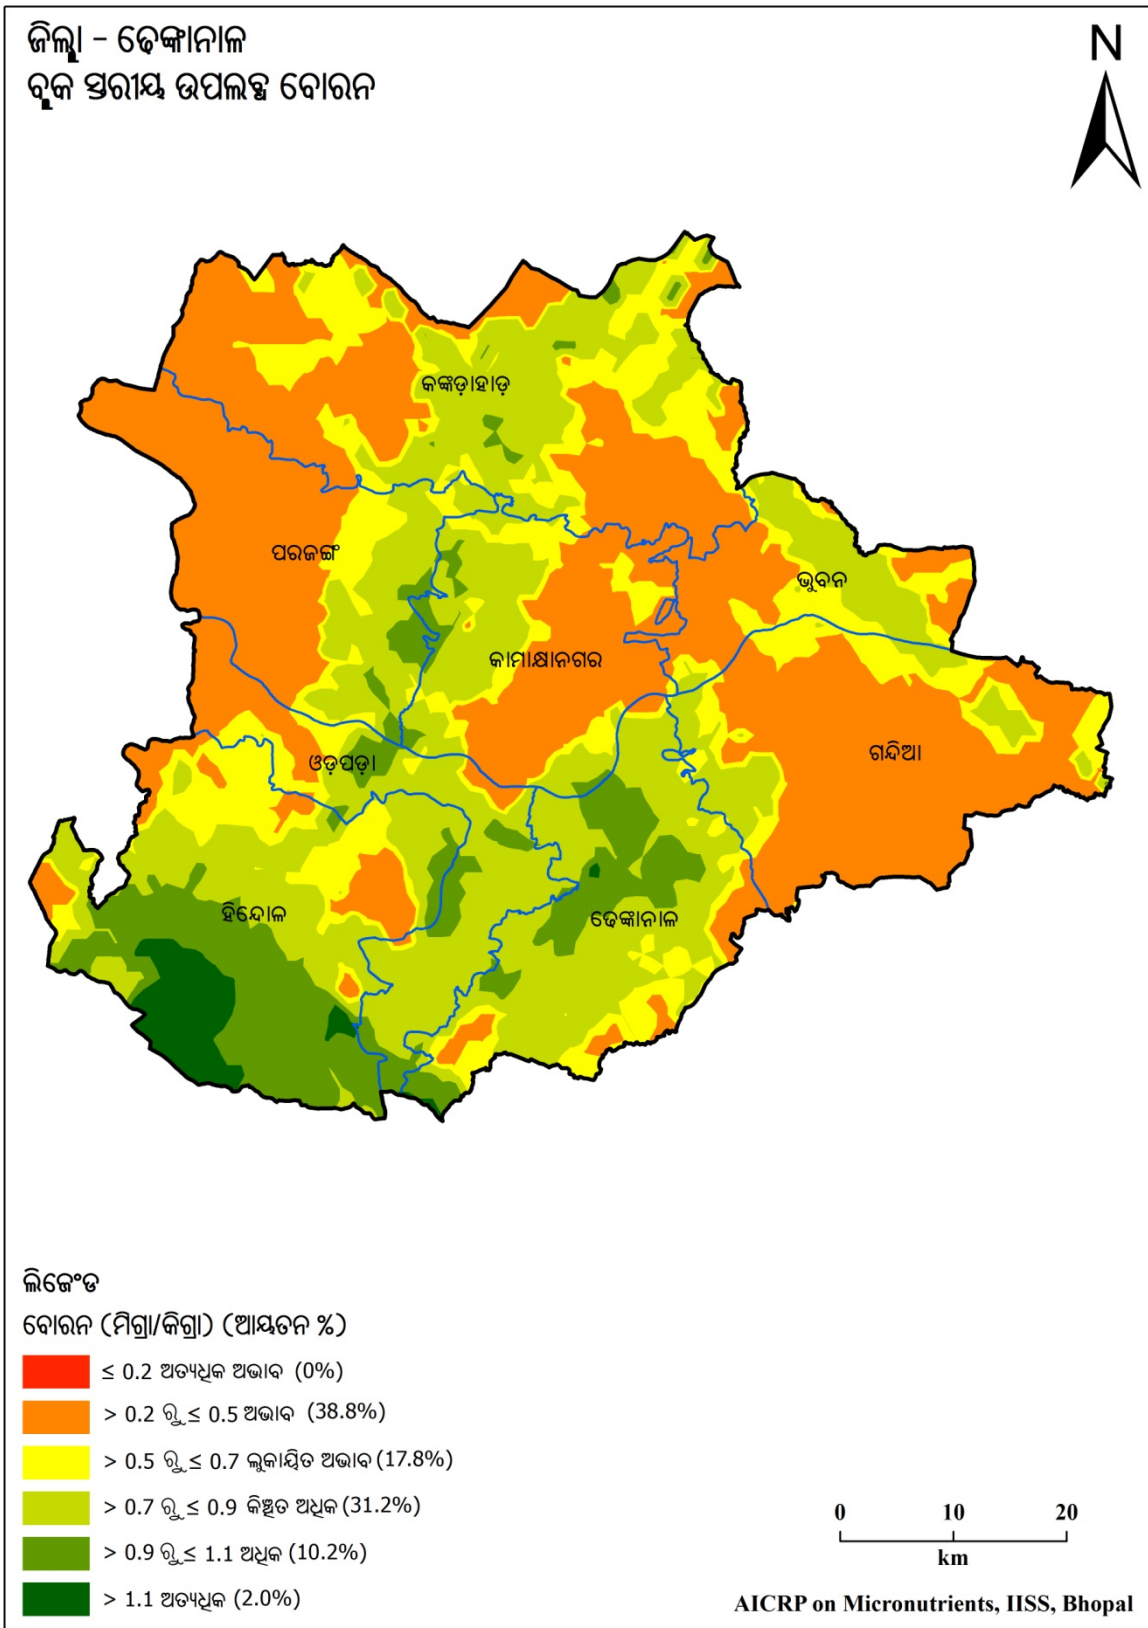 ଜିଲ୍ଲା – ଢେଙ୍କାନାଳ
ବ୍ଲକ ସ୍ତରୀୟ ଉପଲବ୍ଧ ବୋରନ
N
କଙ୍କଡ଼ାହାଡ଼
ପରଜଙ୍ଗ
ଭୁବନ
କାମାକ୍ଷାନଗର
ଗନ୍ଦିଆ
ଓଡ଼ପଡ଼ା
ହିନ୍ଦୋଳ
ଢେଙ୍କାନାଳ
ଲିଜେଂଡ
ବୋରନ (ମିଗ୍ରା/କିଗ୍ରା) (ଆୟତନ %)
≤ 0.2 ଅତ୍ୟଧିକ ଅଭାବ (0%)
> 0.2 ରୁ ≤ 0.5 ଅଭାବ (38.8%)
> 0.5 ରୁ ≤ 0.7 ଲୁକାୟିତ ଅଭାବ (17.8%)
> 0.7 ରୁ ≤ 0.9 କିଞ୍ଚିତ ଅଧିକ (31.2%)
> 0.9 ରୁ ≤ 1.1 ଅଧିକ (10.2%)
> 1.1 ଅତ୍ୟଧିକ (2.0%)
0 10 20
km
AICRP on Micronutrients, IISS, Bhopal